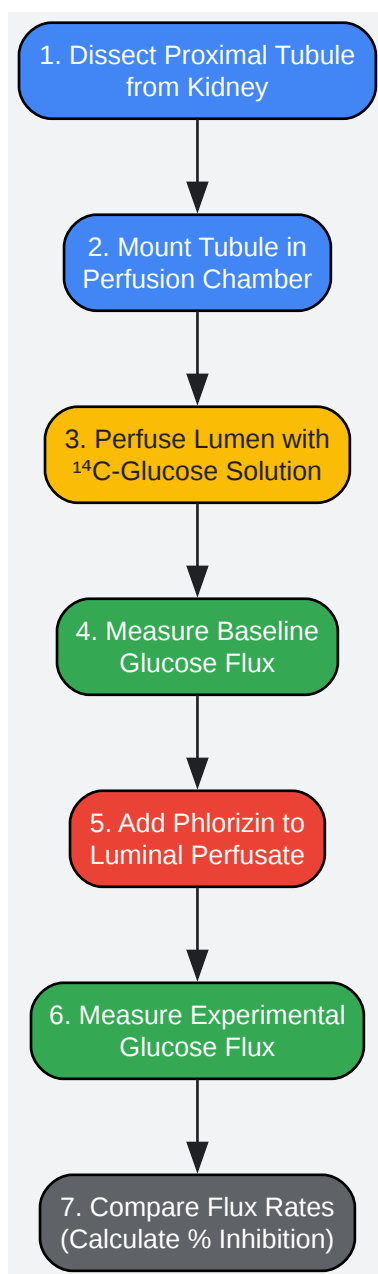 1. Dissect Proximal Tubule
from Kidney
2. Mount Tubule in
Perfusion Chamber
3. Perfuse Lumen with
¹⁴C-Glucose Solution
4. Measure Baseline
Glucose Flux
5. Add Phlorizin to
Luminal Perfusate
6. Measure Experimental
Glucose Flux
7. Compare Flux Rates
(Calculate % Inhibition)